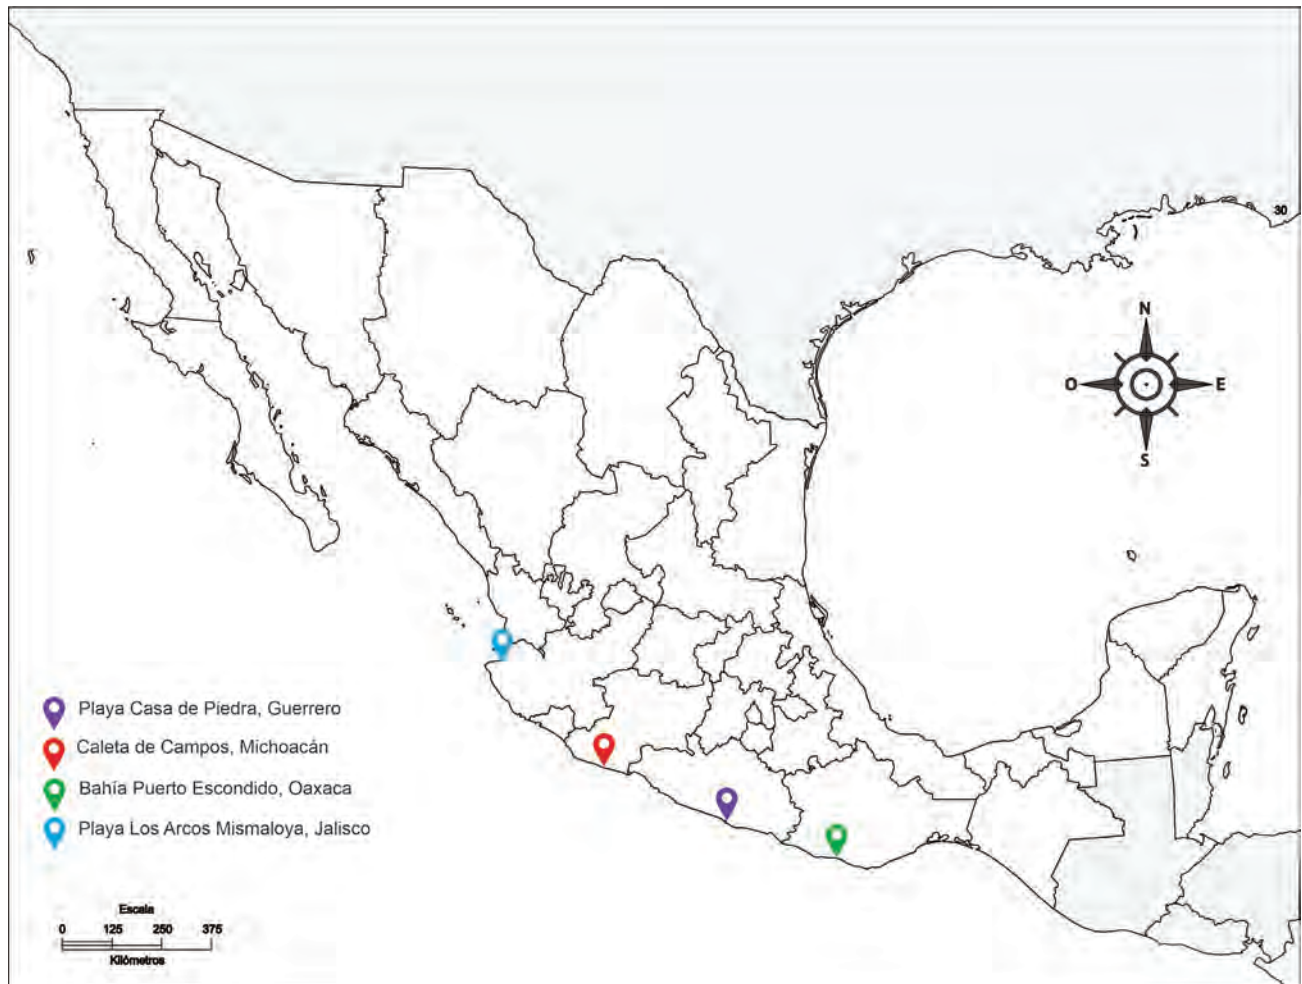 30
N
O
E
S
Playa Casa de Piedra, Guerrero
Caleta de Campos, Michoacán
Bahía Puerto Escondido, Oaxaca
Playa Los Arcos Mismaloya, Jalisco
Escala
0 125 250 375
Kilómetros